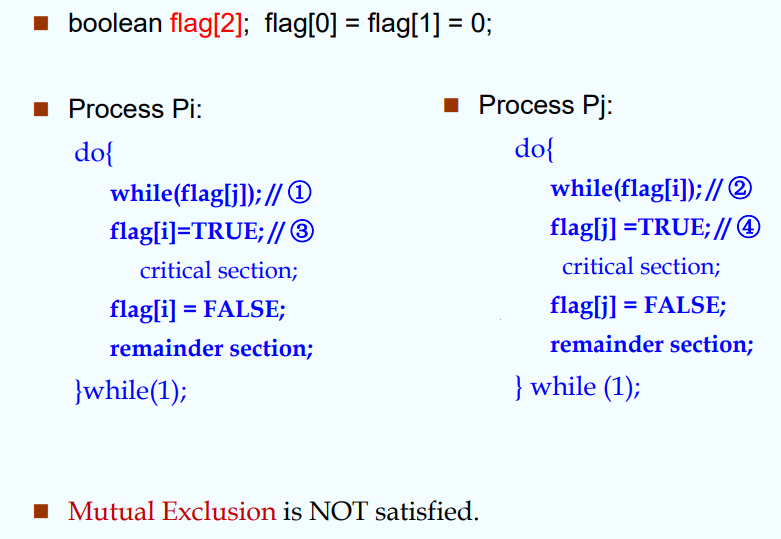 boolean flag[2]; flag[0] = flag[1] = 0;
Process Pi:
do{
while(flag[j]);//①
flag[i]=TRUE;//③
critical section;
flag[i] = FALSE;
remainder section;
}while(1);
Process Pj:
do{
while(flag[i]);//②
flag[j] =TRUE;//④
critical section;
flag[j] = FALSE;
remainder section;
} while (1);
Mutual Exclusion is NOT satisfied.